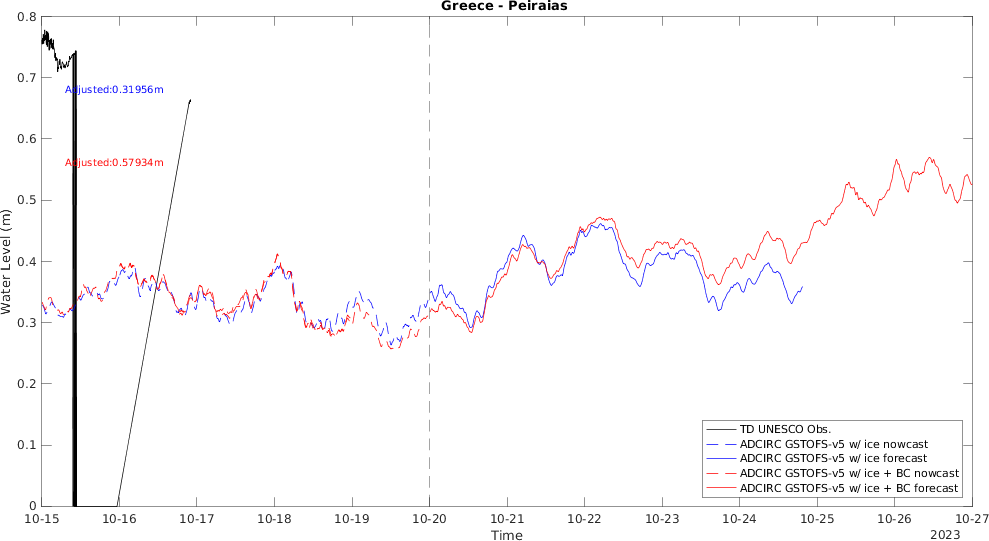 Greece - Peiraias
0.8
0.7
0.6
0.5
0.4
0.3
0.2
0.1
0
Water Level (m)
Adjusted:0.31956m
Adjusted:0.57934m
TD UNESCO Obs.
ADCIRC GSTOFS-v5 w/ ice nowcast
ADCIRC GSTOFS-v5 w/ ice forecast
ADCIRC GSTOFS-v5 w/ ice + BC nowcast
ADCIRC GSTOFS-v5 w/ ice + BC forecast
10-15 10-16 10-17 10-18 10-19 10-20 10-21 10-22 10-23 10-24 10-25 10-26 10-27
Time
2023